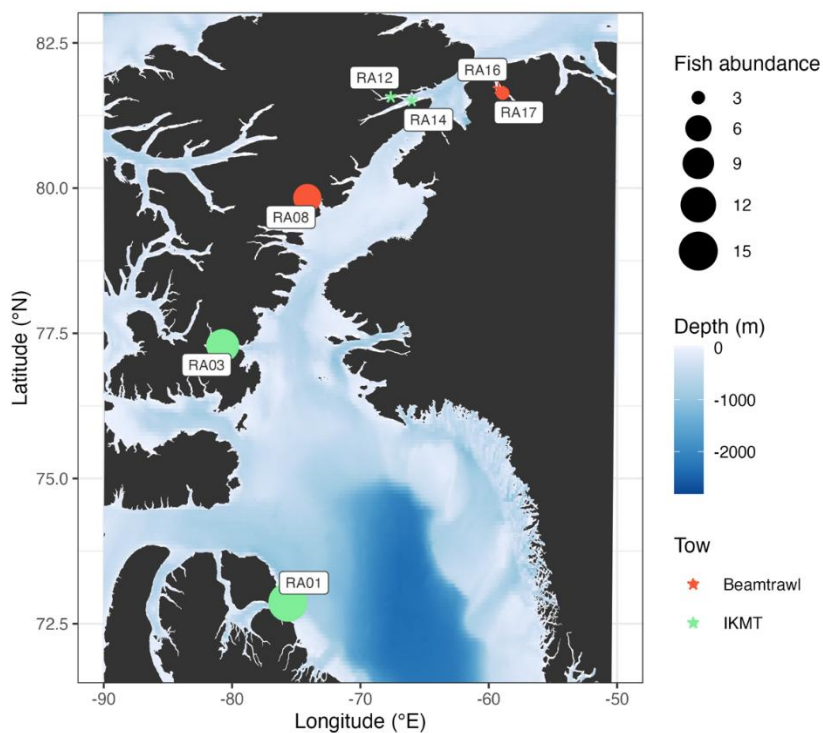 82.5
80.0
77.5
75.0
72.5
Latitude (°N)
-90
-80
-70
-60
-50
Longitude (°E)
RA12
RA16
RA14
RA17
RA08
RA03
RA01
Fish abundance
3
6
9
12
15
Depth (m)
0
-1000
-2000
Tow
Beamtrawl
IKMT